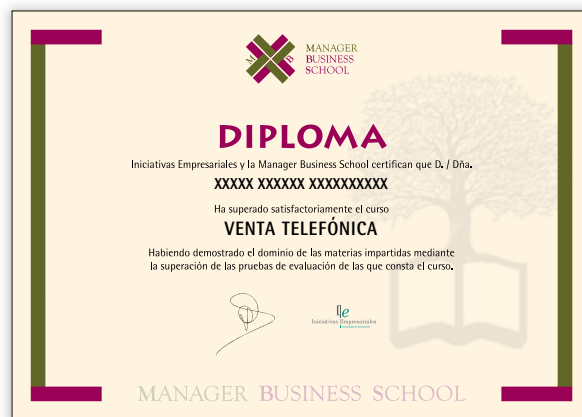 M B
MANAGER
BUSINESS
SCHOOL
DIPLOMA
Iniciativas Empresariales y la Manager Business School certifican que D. / Dña.
XXXXX XXXXXX XXXXXXXXXX
Ha superado satisfactoriamente el curso
VENTA TELEFÓNICA
Habiendo demostrado el dominio de las materias impartidas mediante
la superación de las pruebas de evaluación de las que consta el curso.
Iniciativas Empresariales
MANAGER BUSINESS SCHOOL